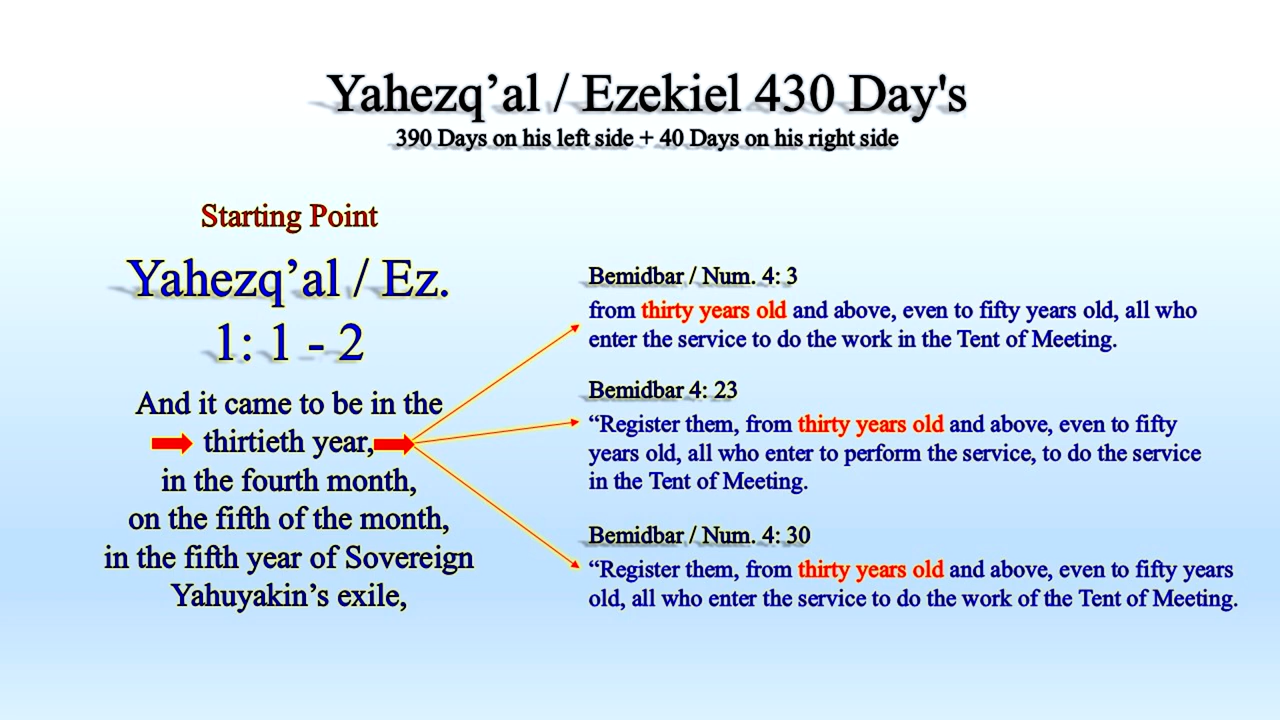 Yahezq’al / Ezekiel 430 Day's
390 Days on his left side + 40 Days on his right side
Starting Point
Yahezq’al / Ez.
1: 1 - 2
And it came to be in the
thirtieth year,
in the fourth month,
on the fifth of the month,
in the fifth year of Sovereign
Yahuyakin’s exile,
Bemidbar / Num. 4: 3
from thirty years old and above, even to fifty years old, all who
enter the service to do the work in the Tent of Meeting.
Bemidbar 4: 23
“Register them, from thirty years old and above, even to fifty
years old, all who enter to perform the service, to do the service
in the Tent of Meeting.
Bemidbar / Num. 4: 30
“Register them, from thirty years old and above, even to fifty years
old, all who enter the service to do the work of the Tent of Meeting.